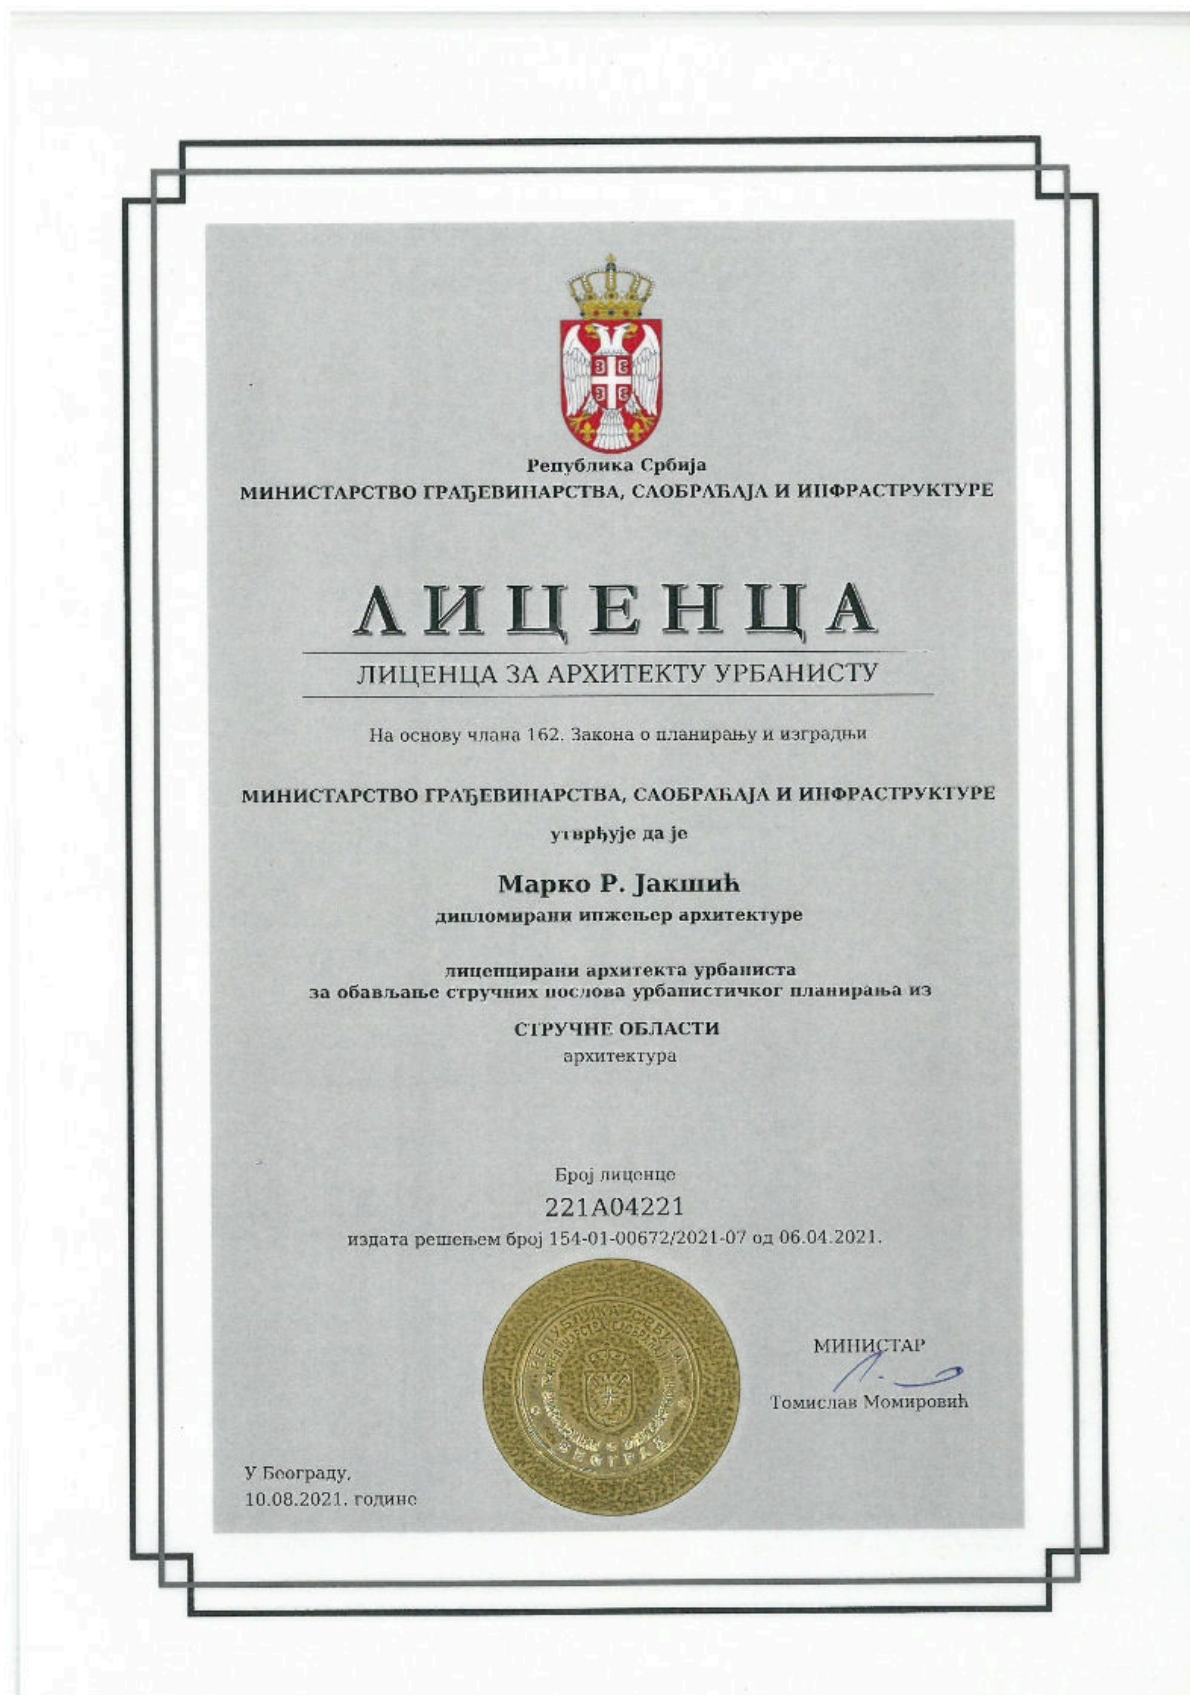 Република Србија
МИНИСТАРСТВО ГРАЂЕВИНАРСТВА, САОБРАЋАЈА И ИНФРАСТРУКТУРЕ
ЛИЦЕНЦА
ЛИЦЕНЦА ЗА АРХИТЕКТУ УРБАНИСТУ
На основу члана 162. Закона о планирању и изградњи
МИНИСТАРСТВО ГРАЂЕВИНАРСТВА, САОБРАЋАЈА И ИНФРАСТРУКТУРЕ
утврђује да је
Марко Р. Јакшић
дипломирани инжењер архитектуре
лиценцирани архитекта урбаниста
за обављање стручних послова урбанистичког планирања из
СТРУЧНЕ ОБЛАСТИ
архитектура
Број лиценце
221А04221
издата решењем број 154-01-00672/2021-07 од 06.04.2021.
РЕПУБЛИКА СРБИЈА
БЕОГРАД
МИНИСТАР
Томислав Момировић
У Београду,
10.08.2021. године